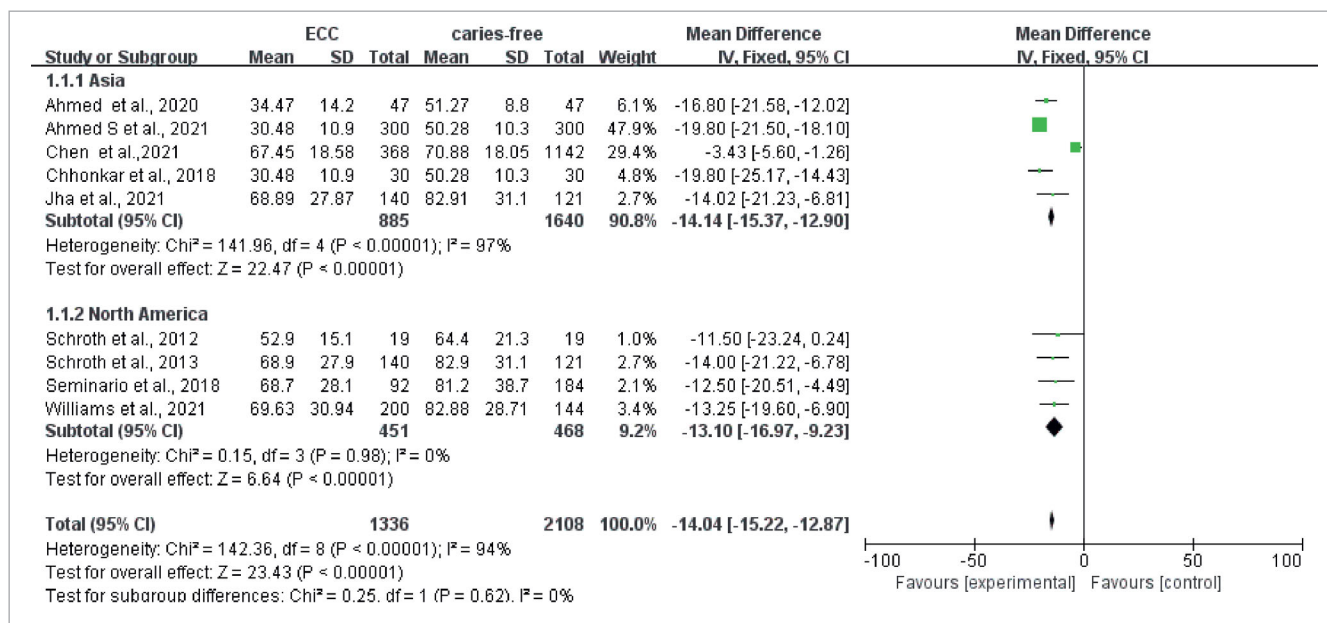 ECC caries-free Mean Difference Mean Difference
Study or Subgroup Mean SD Total Mean SD Total Weight IV, Fixed, 95% CI IV, Fixed, 95% CI
1.1.1 Asia
Ahmed et al., 2020 34.47 14.2 47 51.27 8.8 47 6.1% -16.80 [-21.58, -12.02]
Ahmed S et al., 2021 30.48 10.9 300 50.28 10.3 300 47.9% -19.80 [-21.50, -18.10]
Chen et al.,2021 67.45 18.58 368 70.88 18.05 1142 29.4% -3.43 [-5.60, -1.26]
Chhonkar et al., 2018 30.48 10.9 30 50.28 10.3 30 4.8% -19.80 [-25.17, -14.43]
Jha et al., 2021 68.89 27.87 140 82.91 31.1 121 2.7% -14.02 [-21.23, -6.81]
Subtotal (95% CI) 885 1640 90.8% -14.14 [-15.37, -12.90]
Heterogeneity: Chi² = 141.96, df = 4 (P < 0.00001); I² = 97%
Test for overall effect: Z = 22.47 (P < 0.00001)
1.1.2 North America
Schroth et al., 2012 52.9 15.1 19 64.4 21.3 19 1.0% -11.50 [-23.24, 0.24]
Schroth et al., 2013 68.9 27.9 140 82.9 31.1 121 2.7% -14.00 [-21.22, -6.78]
Seminario et al., 2018 68.7 28.1 92 81.2 38.7 184 2.1% -12.50 [-20.51, -4.49]
Williams et al., 2021 69.63 30.94 200 82.88 28.71 144 3.4% -13.25 [-19.60, -6.90]
Subtotal (95% CI) 451 468 9.2% -13.10 [-16.97, -9.23]
Heterogeneity: Chi² = 0.15, df = 3 (P = 0.98); I² = 0%
Test for overall effect: Z = 6.64 (P < 0.00001)
Total (95% CI) 1336 2108 100.0% -14.04 [-15.22, -12.87]
Heterogeneity: Chi² = 142.36, df = 8 (P < 0.00001); I² = 94%
Test for overall effect: Z = 23.43 (P < 0.00001)
Test for subgroup differences: Chi² = 0.25, df = 1 (P = 0.62), I² = 0%
-100 -50 0 50 100
Favours [experimental] Favours [control]